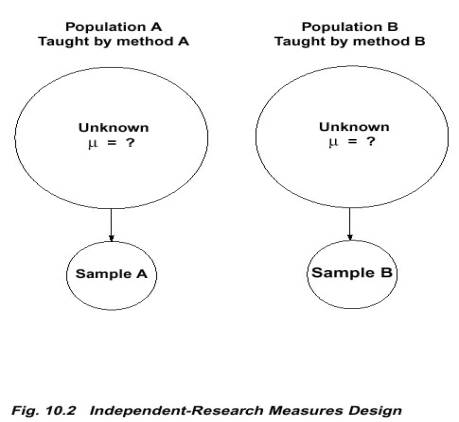 Population A
Taught by method A
Population B
Taught by method B
Unknown
μ = ?
Unknown
μ = ?
Sample A
Sample B
Fig. 10.2 Independent-Research Measures Design